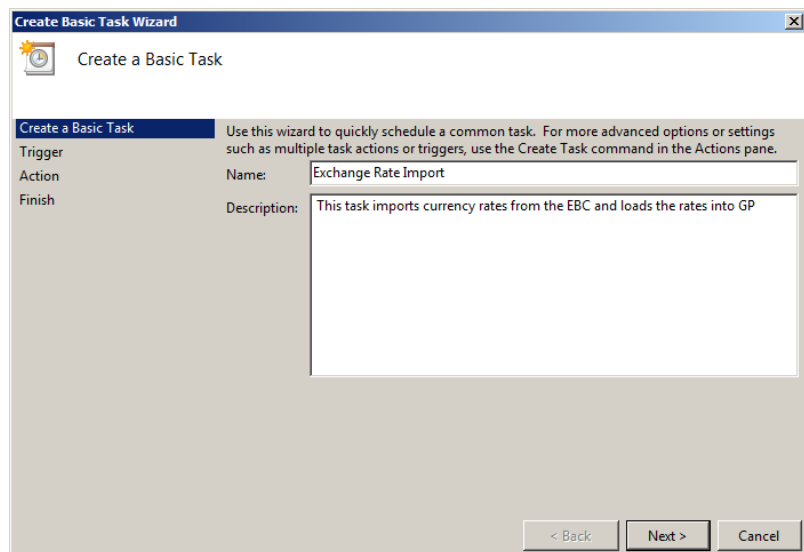 Create Basic Task Wizard
Create a Basic Task
Create a Basic Task
Trigger
Action
Finish
Use this wizard to quickly schedule a common task. For more advanced options or settings
such as multiple task actions or triggers, use the Create Task command in the Actions pane.
Name: Exchange Rate Import
Description: This task imports currency rates from the EBC and loads the rates into GP
< Back Next > Cancel